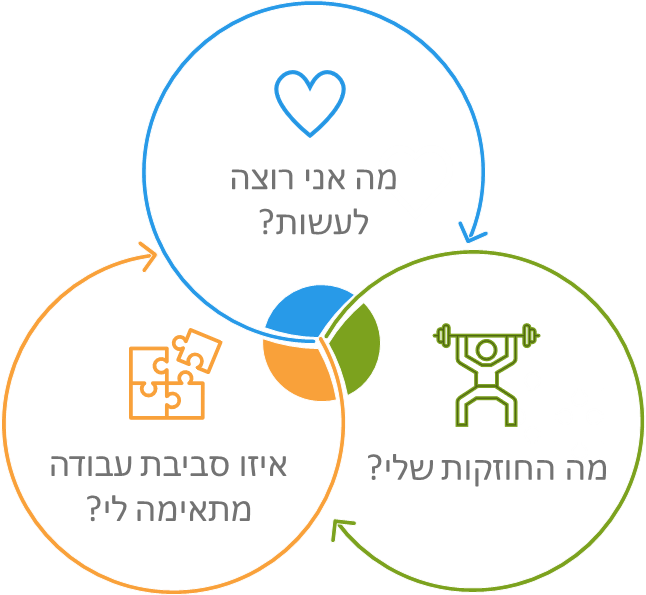 מה אני רוצה
לעשות?
מה החוזקות שלי?
איזו סביבת עבודה
מתאימה לי?